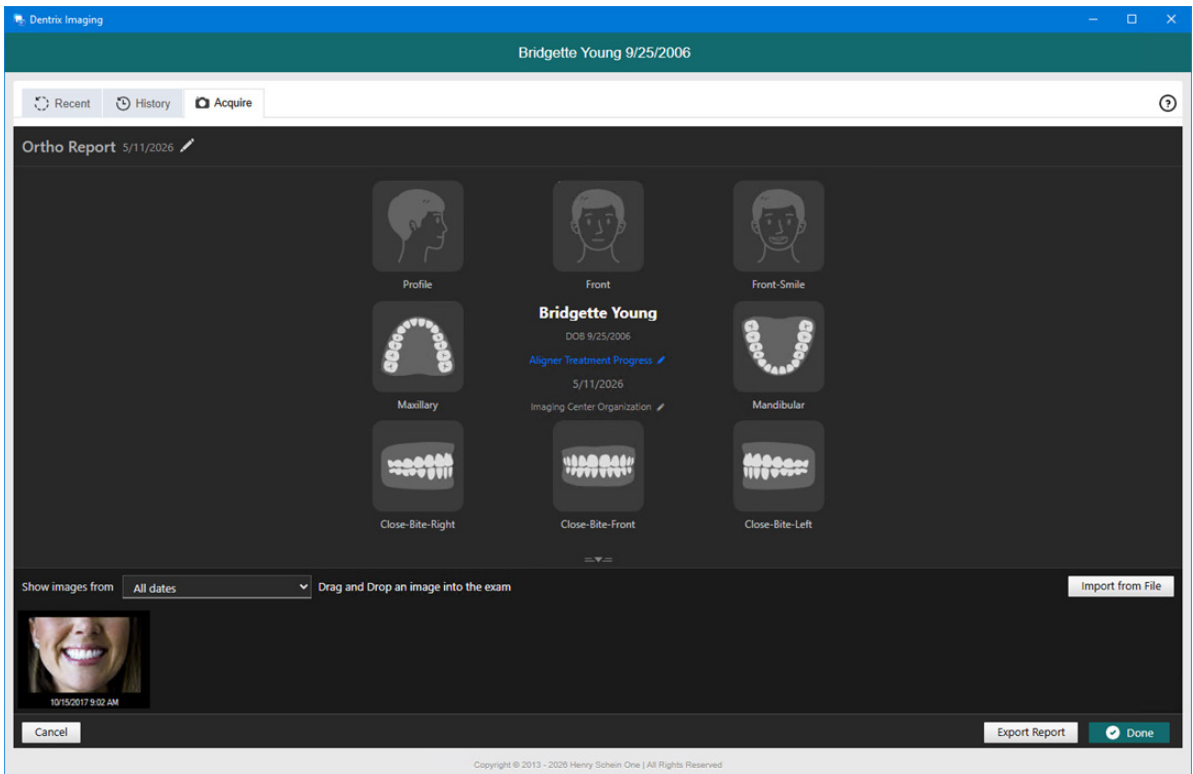 Dentrix Imaging
Bridgette Young 9/25/2006
Recent History Acquire
Ortho Report 5/11/2026
Profile Front Front-Smile
Bridgette Young
DOB 9/25/2006
Aligner Treatment Progress
5/11/2026
Maxillary Imaging Center Organization Mandibular
Close-Bite-Right Close-Bite-Front Close-Bite-Left
Show images from All dates Drag and Drop an image into the exam Import from File
10/15/2017 9:02 AM
Cancel Export Report Done
Copyright © 2013 - 2026 Henry Schein One | All Rights Reserved